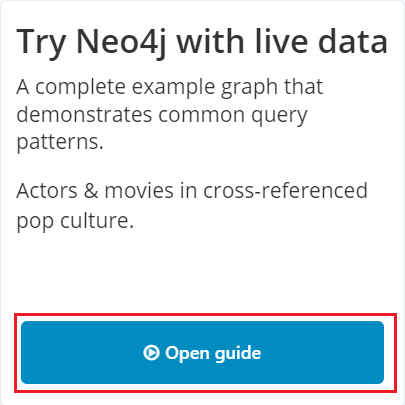 Try Neo4j with live data
A complete example graph that
demonstrates common query
patterns.
Actors & movies in cross-referenced
pop culture.
Open guide